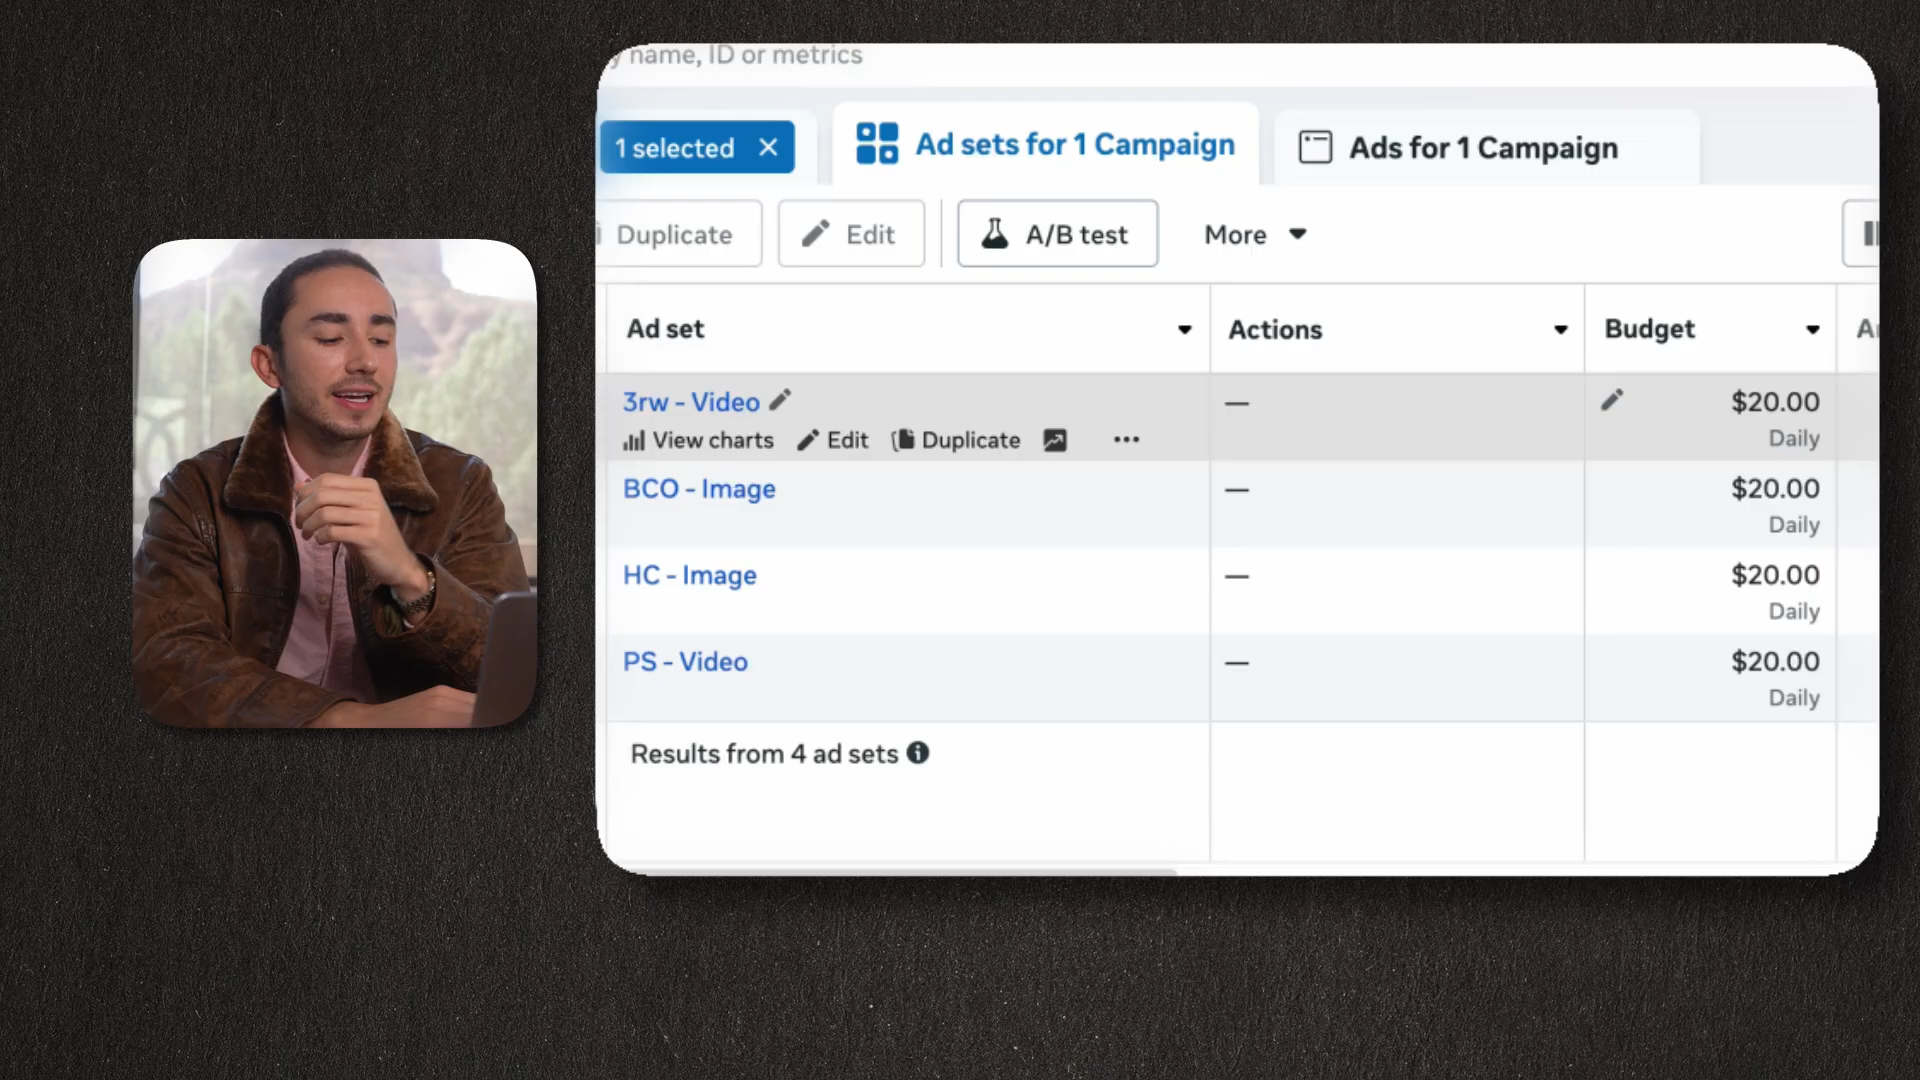 name, ID or metrics
1 selected
Ad sets for 1 Campaign
Ads for 1 Campaign
Duplicate
Edit
A/B test
More
Ad set
Actions
Budget
3rw - Video
— 
$20.00
View charts
Edit
Duplicate
Daily
BCO - Image
—
$20.00
Daily
HC - Image
—
$20.00
Daily
PS - Video
—
$20.00
Daily
Results from 4 ad sets